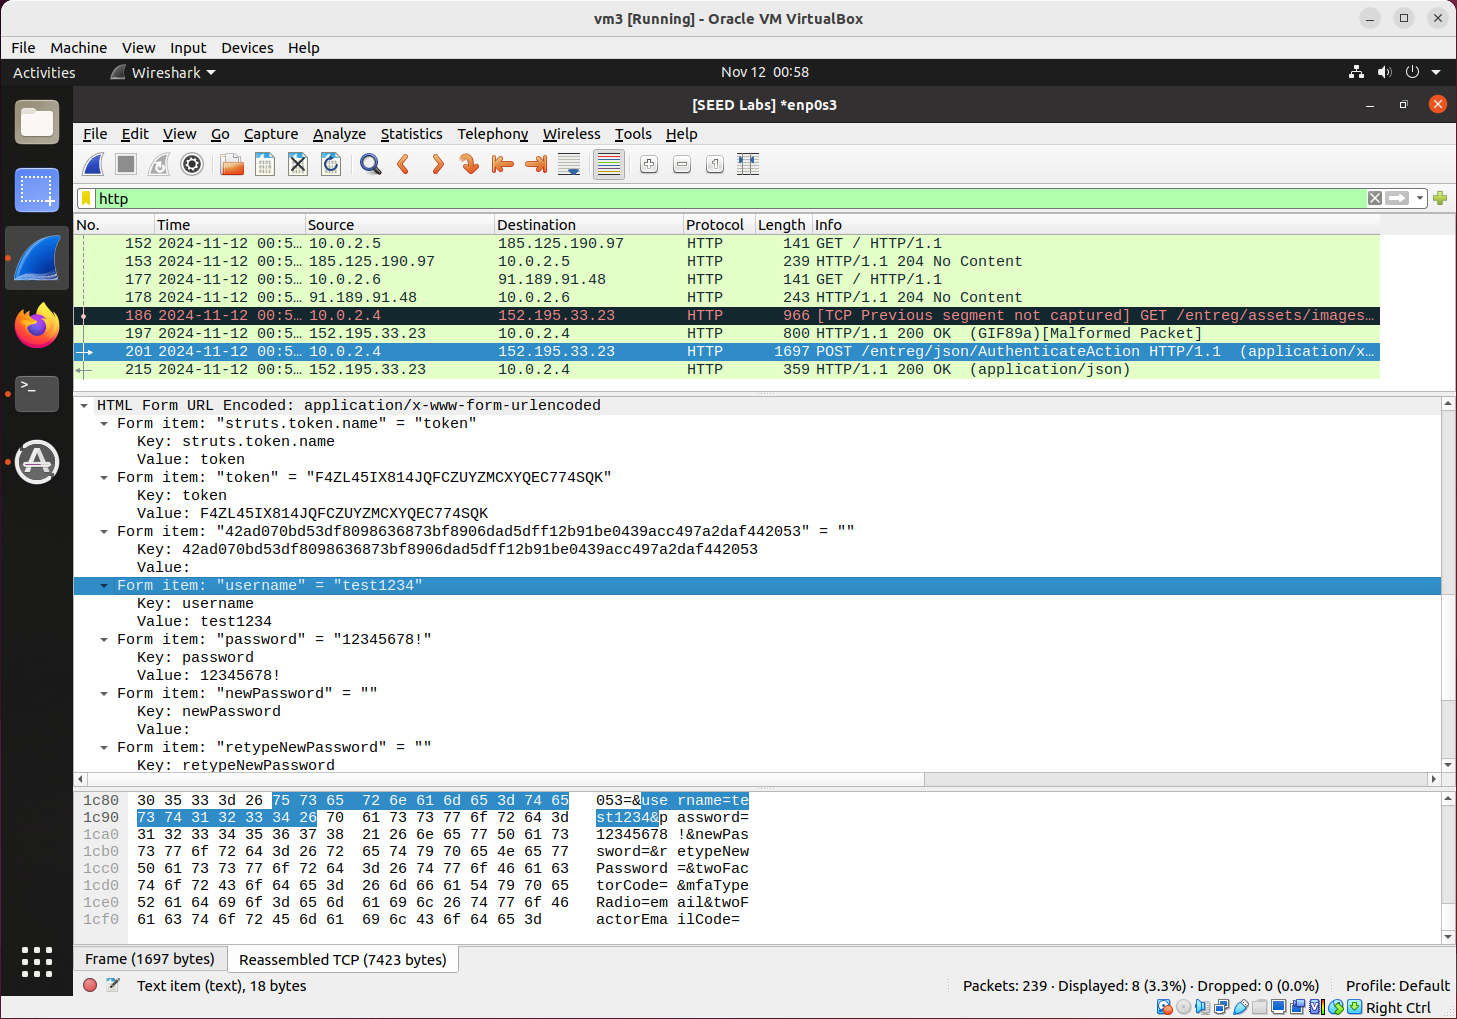 vm3 [Running] - Oracle VM VirtualBox
File Machine View Input Devices Help
Activities Wireshark Nov 12 00:58
[SEED Labs] *enp0s3
File Edit View Go Capture Analyze Statistics Telephony Wireless Tools Help
http
No. Time Source Destination Protocol Length Info
152 2024-11-12 00:5… 10.0.2.5 185.125.190.97 HTTP 141 GET / HTTP/1.1
153 2024-11-12 00:5… 185.125.190.97 10.0.2.5 HTTP 239 HTTP/1.1 204 No Content
177 2024-11-12 00:5… 10.0.2.6 91.189.91.48 HTTP 141 GET / HTTP/1.1
178 2024-11-12 00:5… 91.189.91.48 10.0.2.6 HTTP 243 HTTP/1.1 204 No Content
186 2024-11-12 00:5… 10.0.2.4 152.195.33.23 HTTP 966 [TCP Previous segment not captured] GET /entreg/assets/images…
197 2024-11-12 00:5… 152.195.33.23 10.0.2.4 HTTP 800 HTTP/1.1 200 OK (GIF89a)[Malformed Packet]
201 2024-11-12 00:5… 10.0.2.4 152.195.33.23 HTTP 1697 POST /entreg/json/AuthenticateAction HTTP/1.1 (application/x…
215 2024-11-12 00:5… 152.195.33.23 10.0.2.4 HTTP 359 HTTP/1.1 200 OK (application/json)
HTML Form URL Encoded: application/x-www-form-urlencoded
Form item: "struts.token.name" = "token"
Key: struts.token.name
Value: token
Form item: "token" = "F4ZL45IX814JQFCZUYZMCXYQEC774SQK"
Key: token
Value: F4ZL45IX814JQFCZUYZMCXYQEC774SQK
Form item: "42ad070bd53df8098636873bf8906dad5dff12b91be0439acc497a2daf442053" = ""
Key: 42ad070bd53df8098636873bf8906dad5dff12b91be0439acc497a2daf442053
Value:
Form item: "username" = "test1234"
Key: username
Value: test1234
Form item: "password" = "12345678!"
Key: password
Value: 12345678!
Form item: "newPassword" = ""
Key: newPassword
Value:
Form item: "retypeNewPassword" = ""
Key: retypeNewPassword
1c80 30 35 33 3d 26 75 73 65 72 6e 61 6d 65 3d 74 65 053=&use rname=te
1c90 73 74 31 32 33 34 26 70 61 73 73 77 6f 72 64 3d st1234&p assword=
1ca0 31 32 33 34 35 36 37 38 21 26 6e 65 77 50 61 73 12345678 !&newPas
1cb0 73 77 6f 72 64 3d 26 72 65 74 79 70 65 4e 65 77 sword=&r etypeNew
1cc0 50 61 73 73 77 6f 72 64 3d 26 74 77 6f 46 61 63 Password =&twoFac
1cd0 74 6f 72 43 6f 64 65 3d 26 6d 66 61 54 79 70 65 torCode= &mfaType
1ce0 52 61 64 69 6f 3d 65 6d 61 69 6c 26 74 77 6f 46 Radio=em ail&twoF
1cf0 61 63 74 6f 72 45 6d 61 69 6c 43 6f 64 65 3d actorEma ilCode=
Frame (1697 bytes) Reassembled TCP (7423 bytes)
Text item (text), 18 bytes Packets: 239 · Displayed: 8 (3.3%) · Dropped: 0 (0.0%) Profile: Default
Right Ctrl